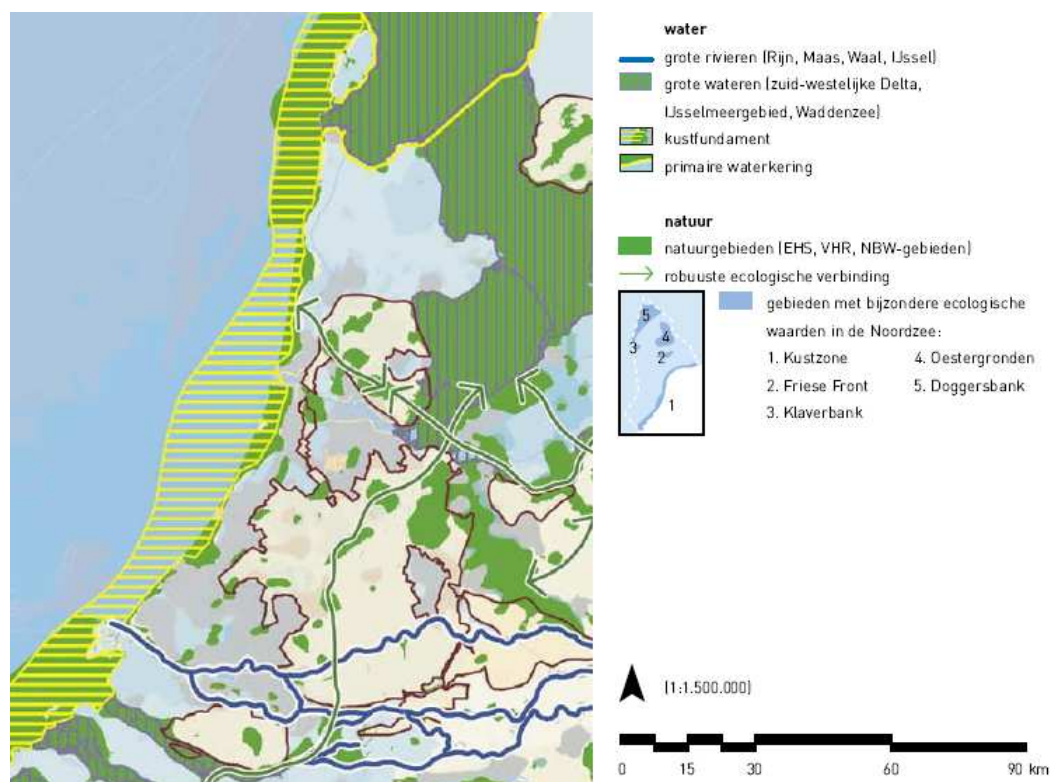 water
grote rivieren (Rijn, Maas, Waal, IJssel)
grote wateren (zuid-westelijke Delta,
IJsselmeergebied, Waddenzee)
kustfundament
primaire waterkering
natuur
natuurgebieden (EHS, VHR, NBW-gebieden)
robuuste ecologische verbinding
gebieden met bijzondere ecologische
waarden in de Noordzee:
1. Kustzone 4. Oestergronden
2. Friese Front 5. Doggersbank
3. Klaverbank
5
4
3
2
1
(1:1.500.000)
0 15 30 60 90 km